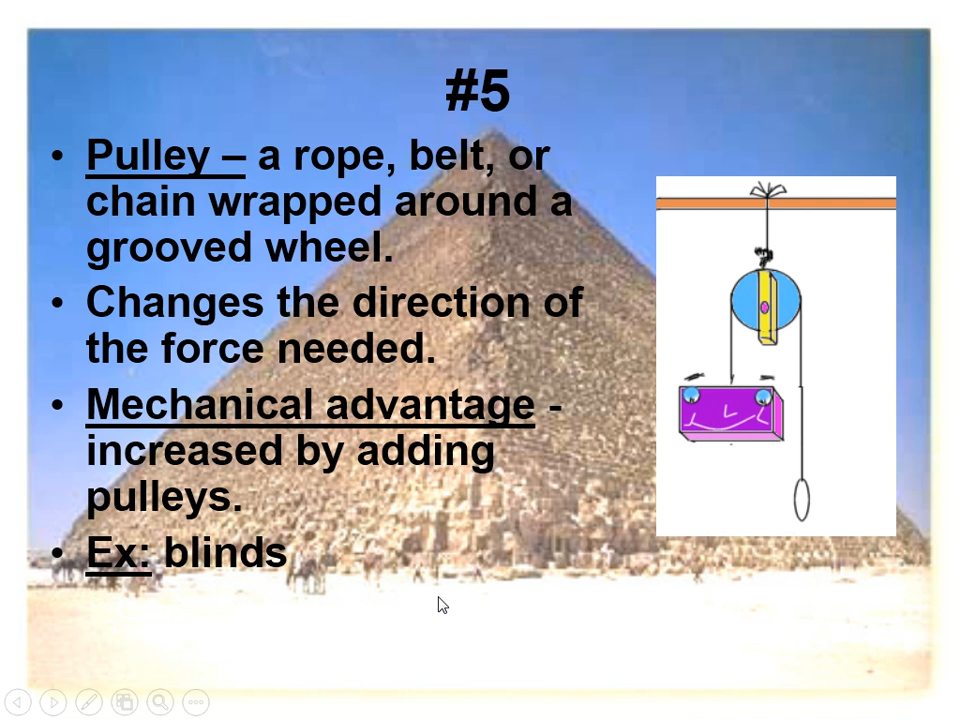 #5
• Pulley – a rope, belt, or
chain wrapped around a
grooved wheel.
• Changes the direction of
the force needed.
• Mechanical advantage -
increased by adding
pulleys.
• Ex: blinds